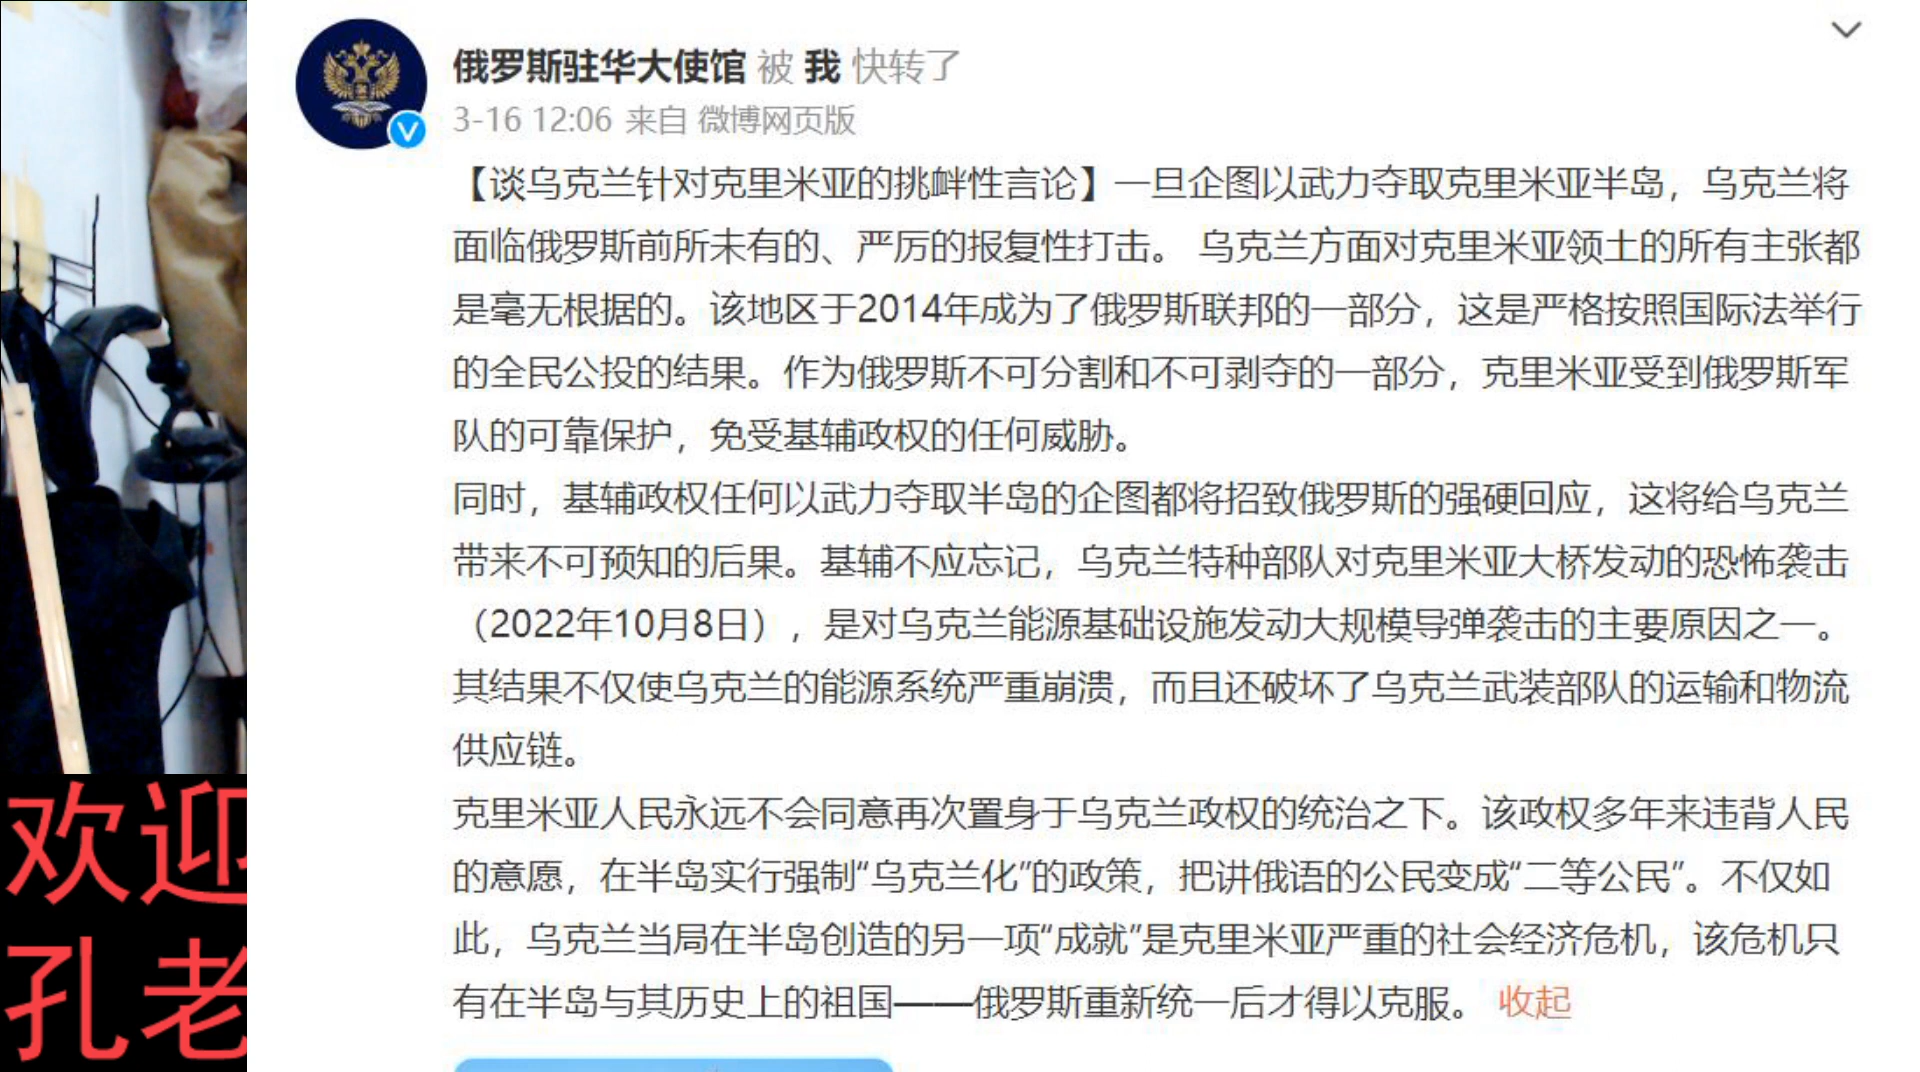 俄罗斯驻华大使馆 被 我 快转了
3-16 12:06 来自 微博网页版
【谈乌克兰针对克里米亚的挑衅性言论】一旦企图以武力夺取克里米亚半岛，乌克兰将
面临俄罗斯前所未有的、严厉的报复性打击。 乌克兰方面对克里米亚领土的所有主张都
是毫无根据的。该地区于2014年成为了俄罗斯联邦的一部分，这是严格按照国际法举行
的全民公投的结果。作为俄罗斯不可分割和不可剥夺的一部分，克里米亚受到俄罗斯军
队的可靠保护，免受基辅政权的任何威胁。
同时，基辅政权任何以武力夺取半岛的企图都将招致俄罗斯的强硬回应，这将给乌克兰
带来不可预知的后果。基辅不应忘记，乌克兰特种部队对克里米亚大桥发动的恐怖袭击
（2022年10月8日），是对乌克兰能源基础设施发动大规模导弹袭击的主要原因之一。
其结果不仅使乌克兰的能源系统严重崩溃，而且还破坏了乌克兰武装部队的运输和物流
供应链。
克里米亚人民永远不会同意再次置身于乌克兰政权的统治之下。该政权多年来违背人民
的意愿，在半岛实行强制“乌克兰化”的政策，把讲俄语的公民变成“二等公民”。不仅如
此，乌克兰当局在半岛创造的另一项“成就”是克里米亚严重的社会经济危机，该危机只
有在半岛与其历史上的祖国——俄罗斯重新统一后才得以克服。 收起
欢迎
孔老